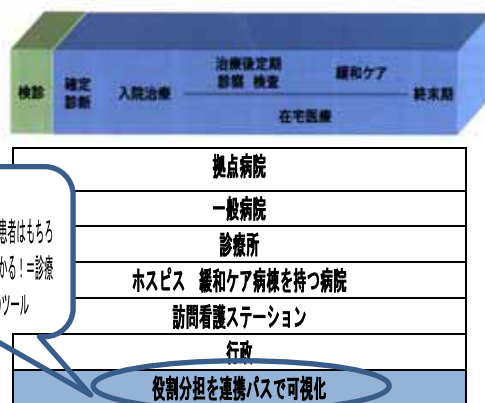 検診
確定
診断
入院治療
治療後定期
診察 検査
緩和ケア
在宅医療
終末期
拠点病院
一般病院
診療所
ホスピス 緩和ケア病棟を持つ病院
訪問看護ステーション
行政
役割分担を連携パスで可視化
患者はもちろ
かる！＝診療
ツール